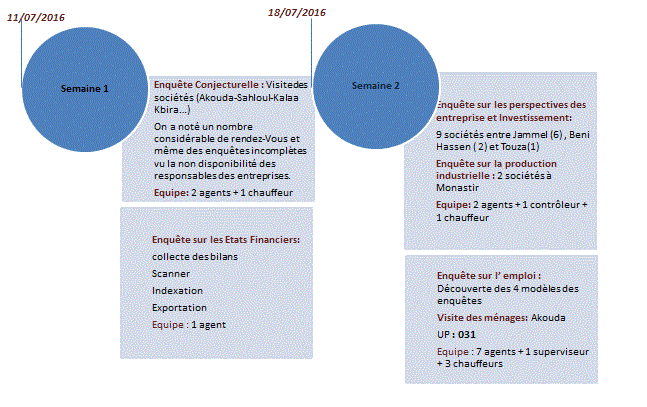 11/07/2016
18/07/2016
Semaine 1
Enquête Conjecturelle : Visitedes
sociétés (Akouda-Sahloul-Kalaa
Kbira...)
On a noté un nombre
considérable de rendez-Vous et
même des enquêtes incomplètes
vu la non disponibilité des
responsables des entreprises.
Equipe: 2 agents + 1 chauffeur
Enquête sur les Etats Financiers:
collecte des bilans
Scanner
Indexation
Exportation
Equipe : 1 agent
Semaine 2
Enquête sur les perspectives des
entreprise et Investissement:
9 sociétés entre Jammel (6) , Beni
Hassen ( 2) et Touza(1)
Enquête sur la production
industrielle : 2 sociétés à
Monastir
Equipe: 2 agents + 1 contrôleur +
1 chauffeur
Enquête sur l' emploi :
Découverte des 4 modèles des
enquêtes
Visite des ménages: Akouda
UP : 031
Equipe : 7 agents + 1 superviseur
+ 3 chauffeurs